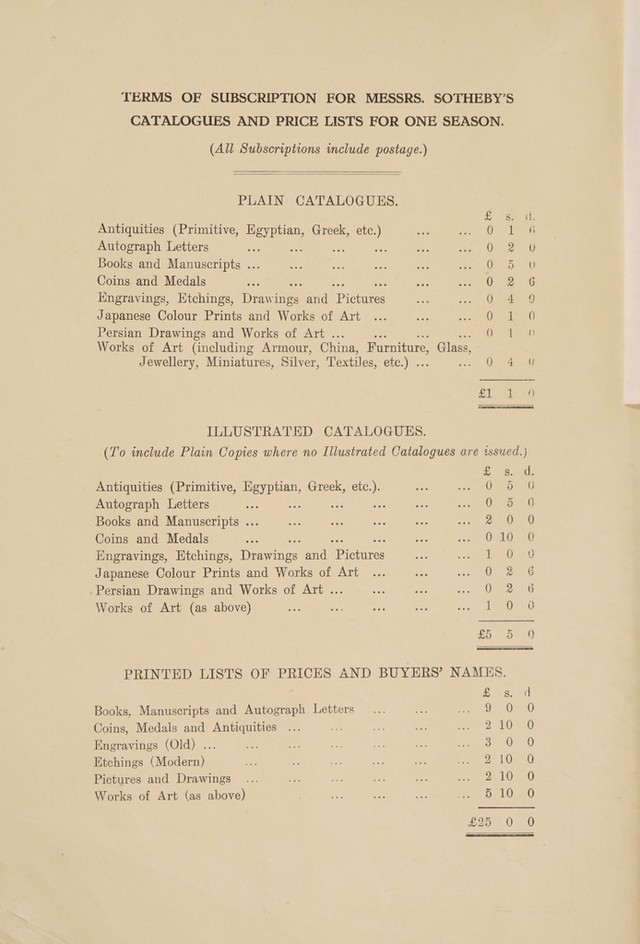 TERMS OF SUBSCRIPTION FOR MESSRS. SOTHEBY'S
CATALOGUES AND PRICE LISTS FOR ONE SEASON.
(All Subscriptions include postage.)
PLAIN CATALOGUES.
£ s. d.
Antiquities (Primitive, Egyptian, Greek, etc.) ... ... 0 1 6
Autograph Letters ... ... ... ... ... ... 0 2 0
Books and Manuscripts ... ... ... ... ... ... 0 5 0
Coins and Medals ... ... ... ... ... ... 0 2 6
Engravings, Etchings, Drawings and Pictures ... ... 0 4 0
Japanese Colour Prints and Works of Art ... ... ... 0 1 0
Persian Drawings and Works of Art ... ... ... ... 0 1 0
Works of Art (including Armour, China, Furniture, Glass,
Jewellery, Miniatures, Silver, Textiles, etc.) ... ... 0 4 0
£1 1 0
ILLUSTRATED CATALOGUES.
(To include Plain Copies where no Illustrated Catalogues are issued.)
£ s. d.
Antiquities (Primitive, Egyptian, Greek, etc.). ... ... 0 5 0
Autograph Letters ... ... ... ... ... ... 0 5 0
Books and Manuscripts ... ... ... ... ... ... 2 0 0
Coins and Medals ... ... ... ... ... ... 0 10 0
Engravings, Etchings, Drawings and Pictures ... ... 1 0 0
Japanese Colour Prints and Works of Art ... ... ... 0 2 6
Persian Drawings and Works of Art ... ... ... ... 0 2 6
Works of Art (as above) ... ... ... ... ... 1 0 0
£5 5 0
PRINTED LISTS OF PRICES AND BUYERS' NAMES.
£ s. d
Books, Manuscripts and Autograph Letters ... ... ... 9 0 0
Coins, Medals and Antiquities ... ... ... ... ... 2 10 0
Engravings (Old) ... ... ... ... ... ... ... 3 0 0
Etchings (Modern) ... ... ... ... ... ... 2 10 0
Pictures and Drawings ... ... ... ... ... ... 2 10 0
Works of Art (as above) ... ... ... ... 5 10 0
£25 0 0